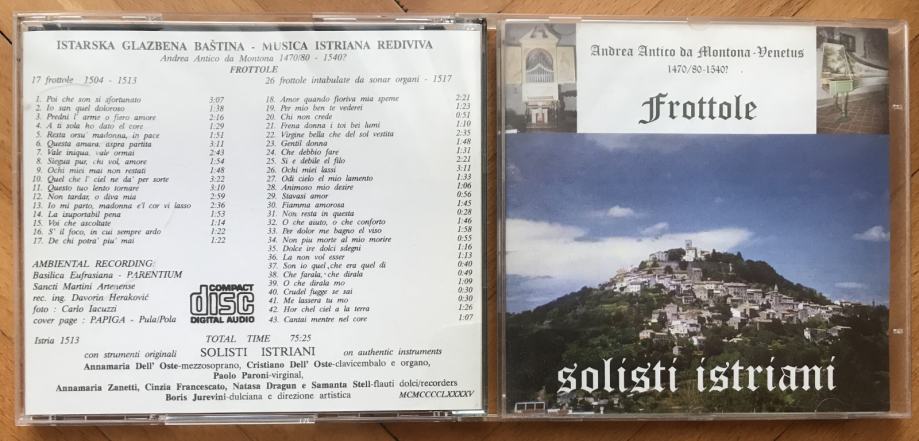 ISTARSKA GLAZBENA BAŠTINA - MUSICA ISTRIANA REDIVIVA
Andrea Antico da Montona 1470/80 - 1540?
FROTTOLE
17 frottole 1504 - 1513
1. Poi che son si sfortunato 3:07
2. Io san quel doloroso 1:38
3. Predni l' arme o fiero amore 2:16
4. A ti sola ho dato el core 1:29
5. Resta orsu' madonna, in pace 1:51
6. Questa amara, aspra partita 3:11
7. Vale iniqua, vale ormai 2:43
8. Siegua pur, chi vol, amore 1:54
9. Ochi miei mai non restati 1:48
10. Quel che l' ciel ne da' per sorte 3:22
11. Questo tuo lento tornare 3:10
12. Non tardar, o diva mia 2:59
13. Io mi parto, madonna e'l cor vi lasso 2:36
14. La isuportabil pena 1:53
15. Voi che ascoltate 1:14
16. S' il foco, in cui sempre ardo 1:22
17. De chi potra' piu' mai 1:22
26 frottole intabulate da sonar organi - 1517
18. Amor quando fioriva mia speme 2:21
19. Per mio ben te vederei 1:23
20. Chi non crede 0:51
21. Frena donna i toi bei lumi 1:10
22. Virgine bella che del sol vestita 2:35
23. Gentil donna 1:48
24. Che debbio fare 1:31
25. Si e debile el filo 2:21
26. Ochi miei lassi 3:11
27. Odi cielo el mio lamento 1:33
28. Animoso mio desire 1:06
29. Stavasi amor 0:56
30. Fiamma amorosa 1:45
31. Non resta in questa 0:28
32. O che aiuto, ò che conforto 1:46
33. Per dolor me bagno el viso 1:58
34. Non piu morte al mio morire 0:55
35. Dolce ire dolci sdegni 1:16
36. La non vol esser 1:13
37. Son io quel, che era quel di 0:40
38. Che farala, che dirala 0:49
39. O che dirala mo 1:09
40. Crudel fugge se sai 0:30
41. Me lassera tu mo 0:30
42. Hor chel ciel a la terra 1:26
43. Cantai mentre nel core 1:07
AMBIENTAL RECORDING:
Basilica Eufrasiana - PARENTIUM
Sancti Martini Artenense
rec. ing. Davorin Heraković
foto : Carlo Iacuzzi
cover page : PAPIGA - Pula/Pola
COMPACT
disc
DIGITAL AUDIO
Istria 1513
TOTAL TIME 75:25
con strumenti originali SOLISTI ISTRIANI on authentic instruments
Annamaria Dell' Oste-mezzosoprano, Cristiano Dell' Oste-clavicembalo e organo,
Paolo Paroni-virginal,
Annamaria Zanetti, Cinzia Francescato, Natasa Dragun e Samanta Stell-flauti dolci/recorders
Boris Jurevini-dulciana e direzione artistica MCMCCCCLXXXXV
Andrea Antico da Montona-Venetus
1470/80-1540?
Frottole
solisti istriani